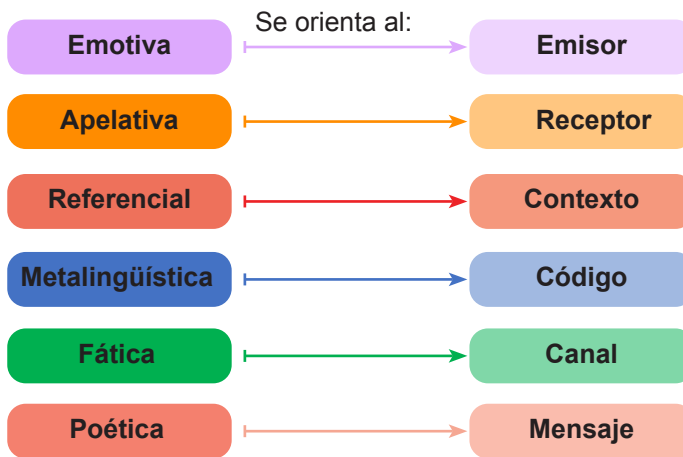 Se orienta al:
Emotiva Emisor
Apelativa Receptor
Referencial Contexto
Metalingüística Código
Fática Canal
Poética Mensaje